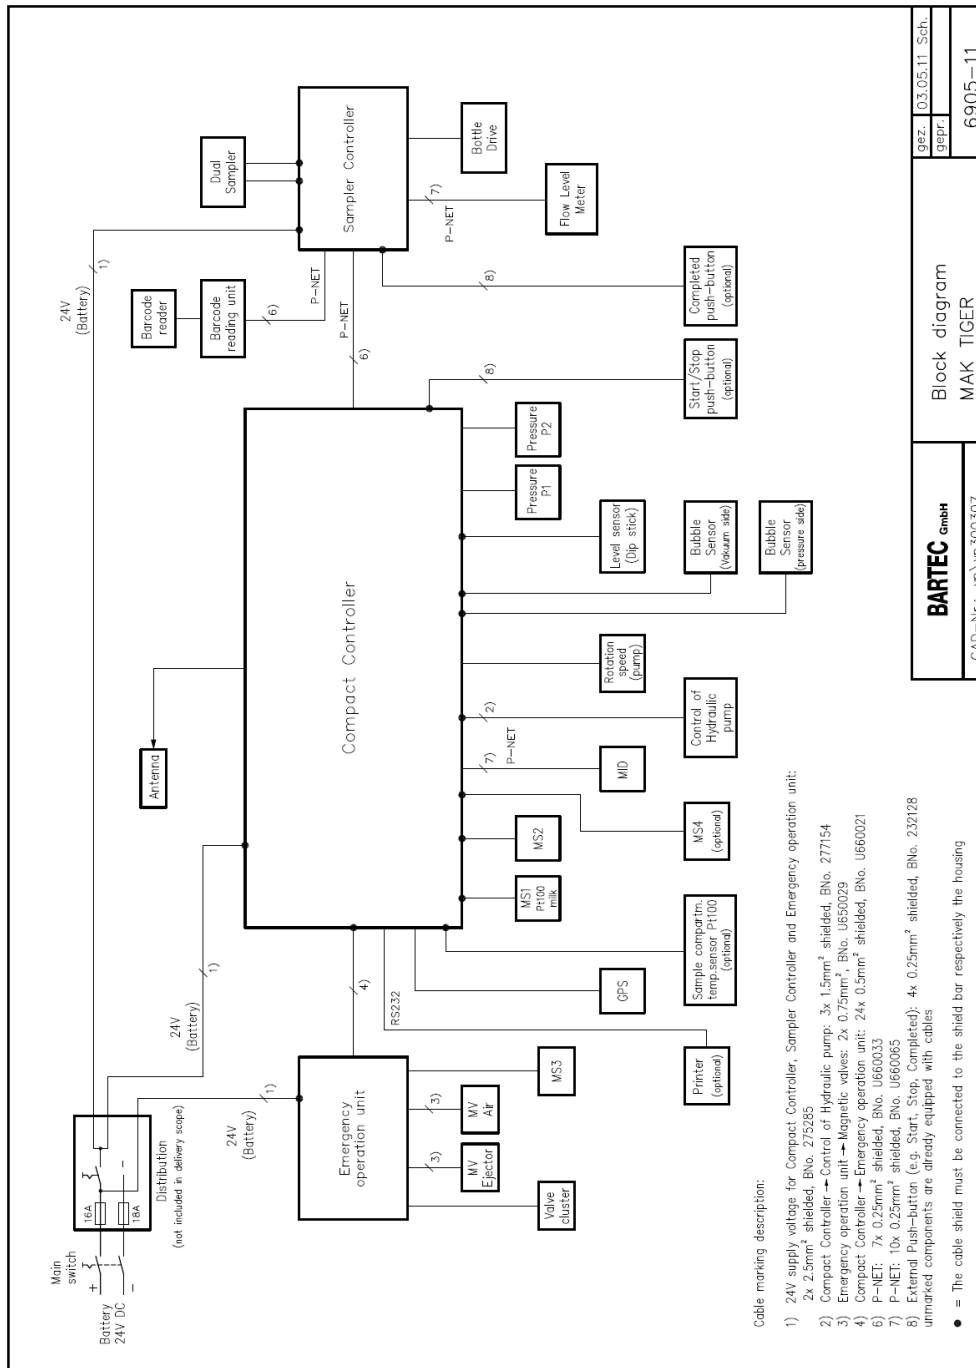 Main
switch
Battery
24V DC
+
−
16A
18A
Distribution
(not included in delivery scope)
24V
(Battery)
1)
24V
(Battery)
1)
24V
(Battery)
1)
Antenna
Barcode
reader
Barcode
reading unit
6)
P-NET
Dual
Sampler
Sampler Controller
P-NET
6)
Bottle
Drive
7)
P-NET
Flow Level
Meter
8)
Completed
push-button
(optional)
Emergency
operation unit
4)
RS232
Compact Controller
Valve
cluster
3)
MV
Ejector
3)
MV
Air
MS3
Printer
(optional)
GPS
Sample compartm.
temp.sensor Pt100
(optional)
MS1
Pt100
milk
MS2
MS4
(optional)
7)
P-NET
MID
2)
Control of
Hydraulic
pump
Rotation
speed
(pump)
Bubble
Sensor
(pressure side)
Bubble
Sensor
(Vakuum side)
Level sensor
(Dip stick)
Pressure
P1
Pressure
P2
8)
Start/Stop
push-button
(optional)
Cable marking description:
1) 24V supply voltage for Compact Controller, Sampler Controller and Emergency operation unit:
2x 2.5mm² shielded, BNo. 275285
2) Compact Controller → Control of Hydraulic pump: 3x 1.5mm² shielded, BNo. 277154
3) Emergency operation unit → Magnetic valves: 2x 0.75mm², BNo. U650029
4) Compact Controller → Emergency operation unit: 24x 0.5mm² shielded, BNo. U660021
6) P-NET: 7x 0.25mm² shielded, BNo. U660033
7) P-NET: 10x 0.25mm² shielded, BNo. U660065
8) External Push-button (e.g. Start, Stop, Completed): 4x 0.25mm² shielded, BNo. 232128
unmarked components are already equipped with cables
● = The cable shield must be connected to the shield bar respectively the housing
BARTEC GmbH
Block diagram
MAK TIGER
gez. 03.05.11 Sch.
gepr.
6905-11